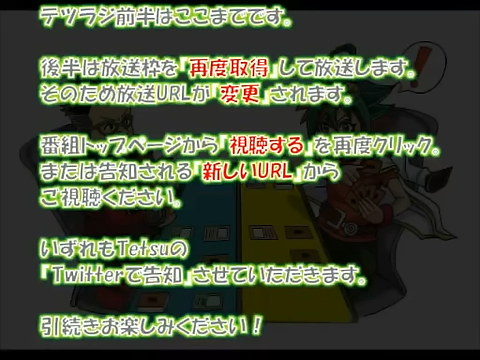 テツラジ前半はここまでです。
後半は放送枠を『再度取得』して放送します。
そのため放送URLが『変更』されます。
番組トップページから『視聴する』を再度クリック。
または告知される『新しいURL』から
ご視聴ください。
いずれもTetsuの
『Twitterで告知』させていただきます。
引続きお楽しみください！